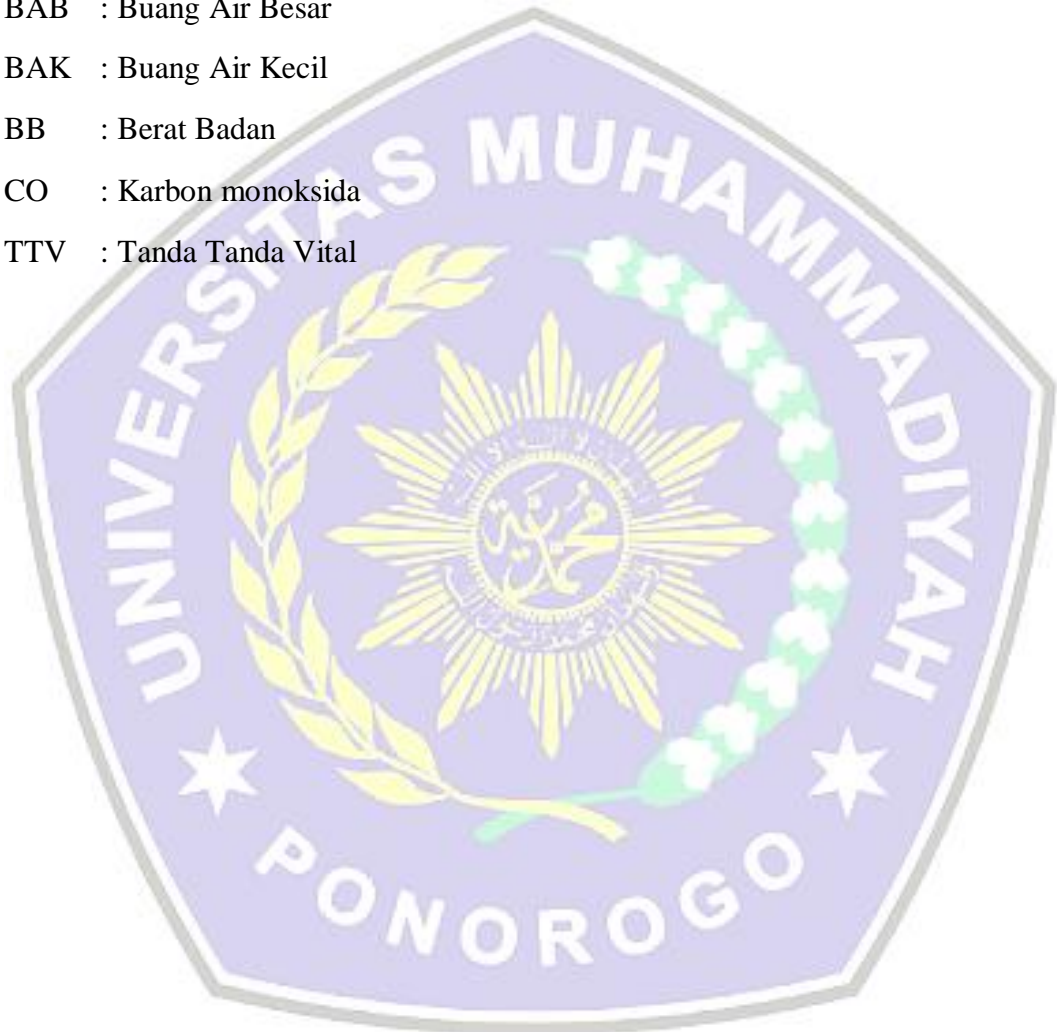 BAB : Buang Air Besar
BAK : Buang Air Kecil
BB : Berat Badan
CO : Karbon monoksida
TTV : Tanda Tanda Vital
UNIVERSITAS MUHAMMADIYAH
PONOROGO
محمدية